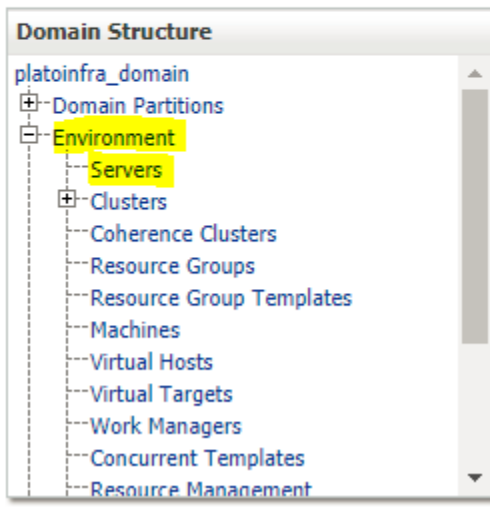 Domain Structure
platoinfra_domain
Domain Partitions
Environment
Servers
Clusters
Coherence Clusters
Resource Groups
Resource Group Templates
Machines
Virtual Hosts
Virtual Targets
Work Managers
Concurrent Templates
Resource Management